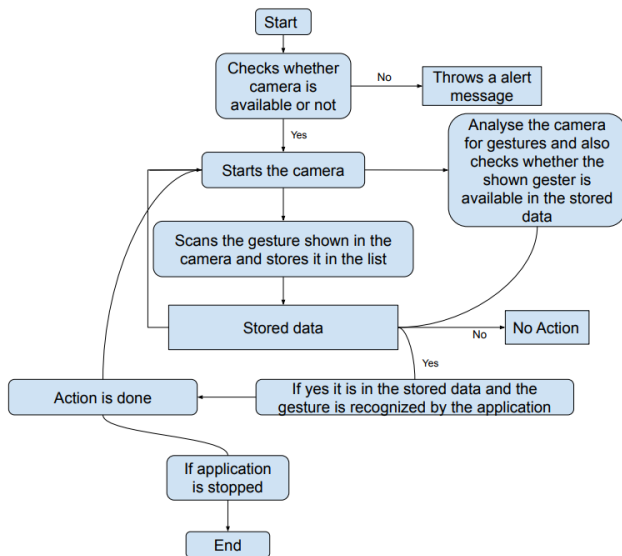 Start
Checks whether
camera is
available or not
No
Throws a alert
message
Yes
Analyse the camera
for gestures and also
checks whether the
shown gester is
available in the stored
data
Starts the camera
Scans the gesture shown in the
camera and stores it in the list
Stored data
No
No Action
Yes
If yes it is in the stored data and the
gesture is recognized by the application
Action is done
If application
is stopped
End